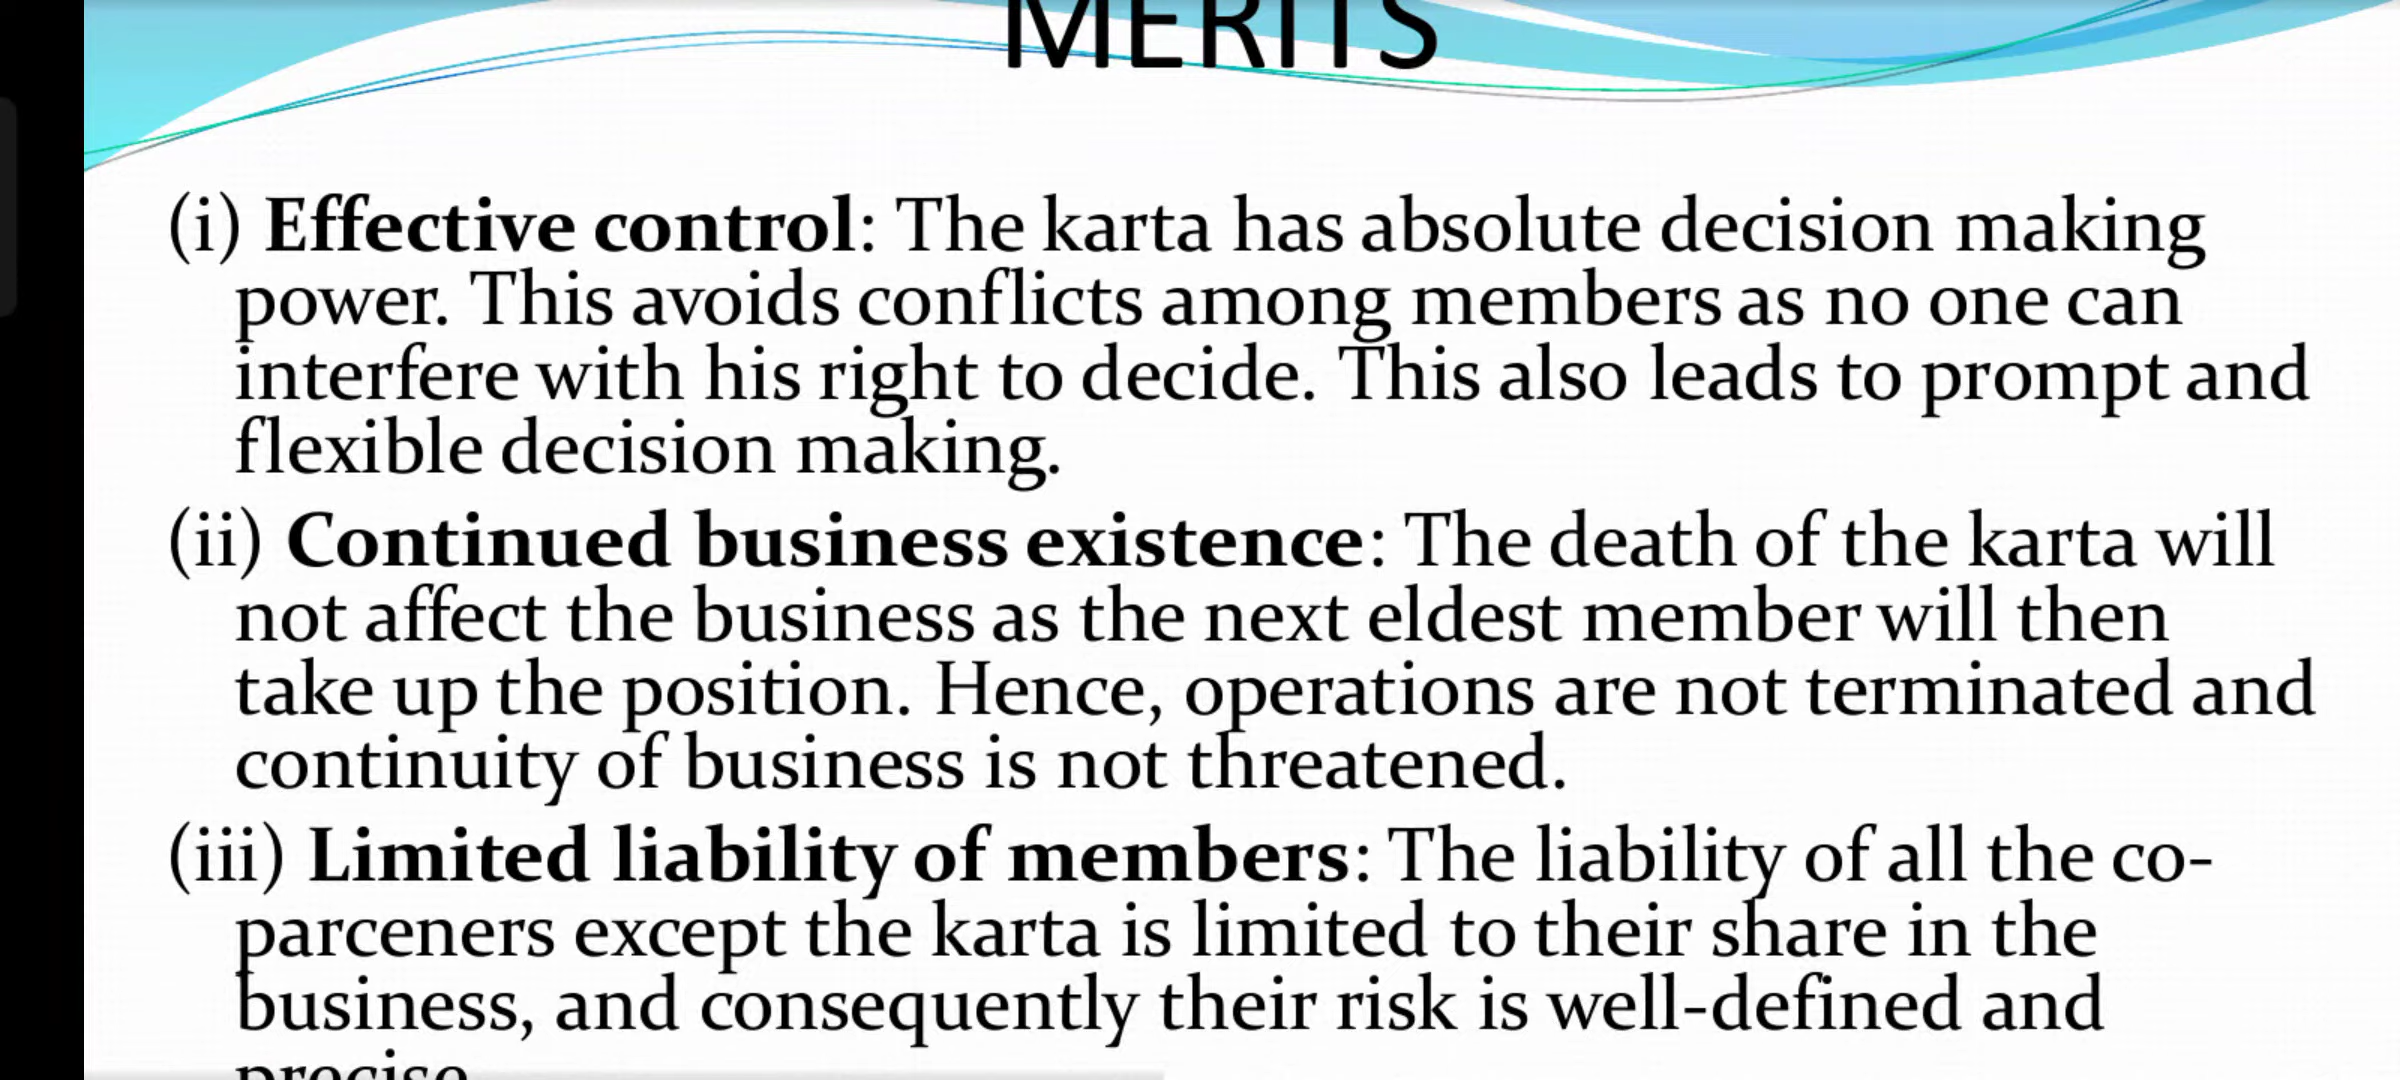 MERITS
(i) Effective control: The karta has absolute decision making
power. This avoids conflicts among members as no one can
interfere with his right to decide. This also leads to prompt and
flexible decision making.
(ii) Continued business existence: The death of the karta will
not affect the business as the next eldest member will then
take up the position. Hence, operations are not terminated and
continuity of business is not threatened.
(iii) Limited liability of members: The liability of all the co-
parceners except the karta is limited to their share in the
business, and consequently their risk is well-defined and
precise.